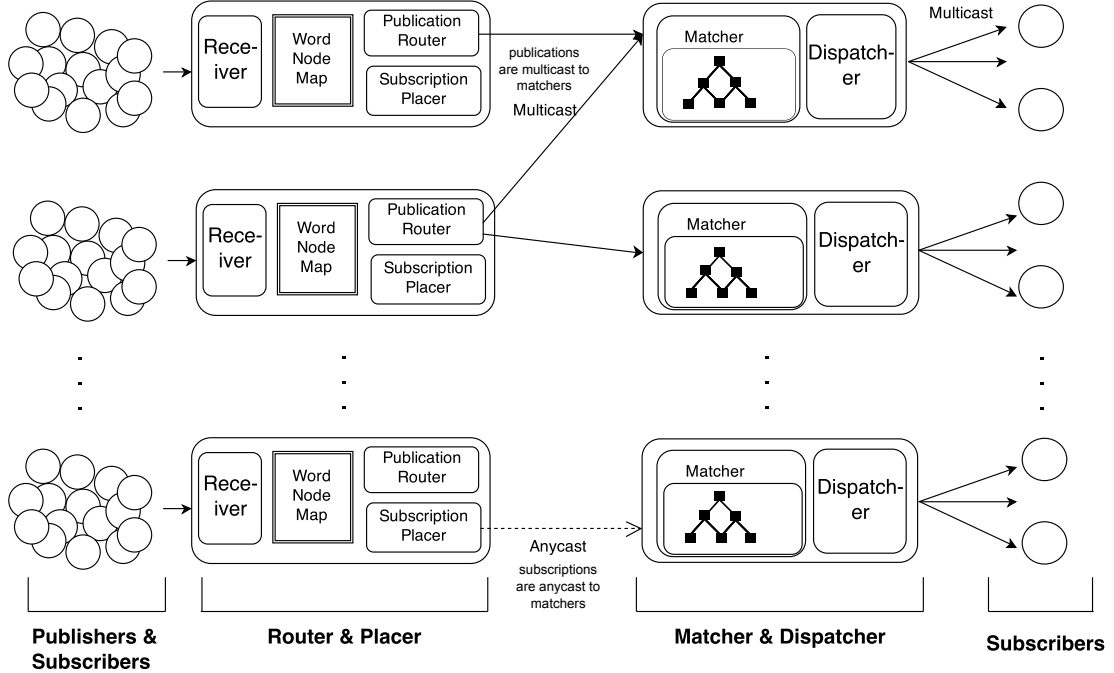 Rece-
iver
Word
Node
Map
Publication
Router
Subscription
Placer
publications
are multicast to
matchers
Multicast
Matcher
Dispatch-
er
Multicast
Rece-
iver
Word
Node
Map
Publication
Router
Subscription
Placer
Matcher
Dispatch-
er
Rece-
iver
Word
Node
Map
Publication
Router
Subscription
Placer
Anycast
subscriptions
are anycast to
matchers
Matcher
Dispatch-
er
Publishers &
Subscribers
Router & Placer
Matcher & Dispatcher
Subscribers